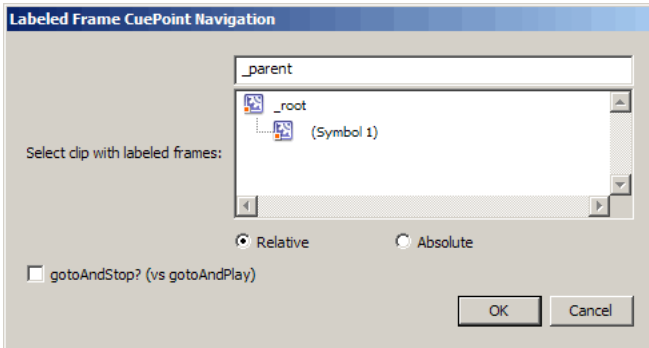 Labeled Frame CuePoint Navigation
_parent
_root
(Symbol 1)
Select clip with labeled frames:
Relative
Absolute
gotoAndStop? (vs gotoAndPlay)
OK
Cancel